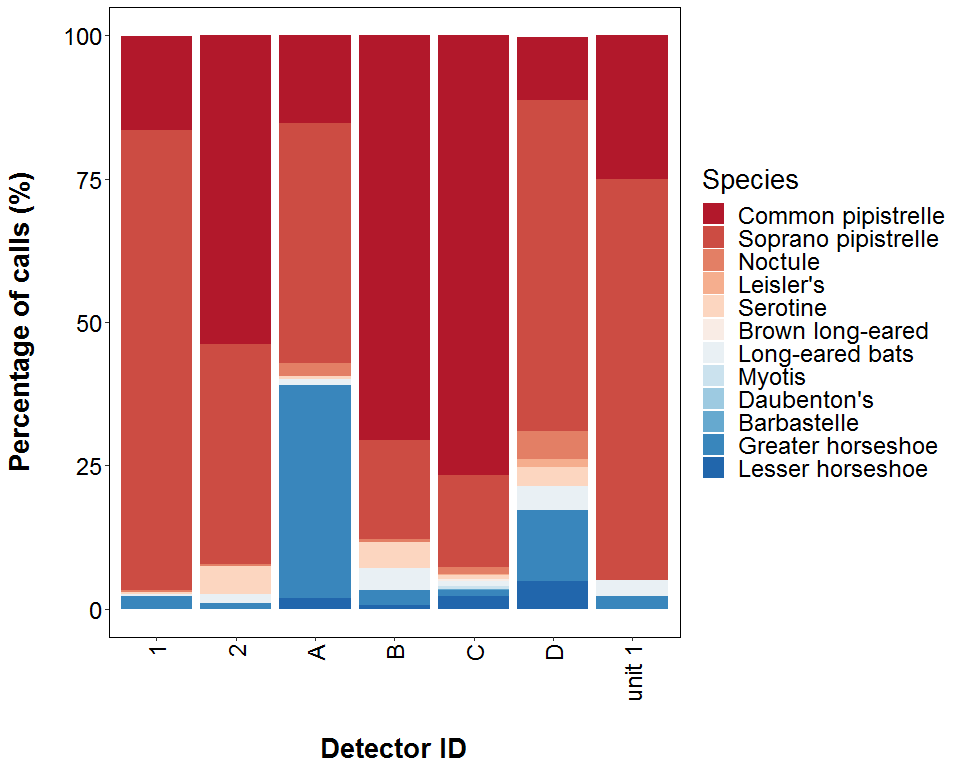 Percentage of calls (%)
100
75
50
25
0
1
2
A
B
C
D
unit 1
Detector ID
Species
Common pipistrelle
Soprano pipistrelle
Noctule
Leisler's
Serotine
Brown long-eared
Long-eared bats
Myotis
Daubenton's
Barbastelle
Greater horseshoe
Lesser horseshoe